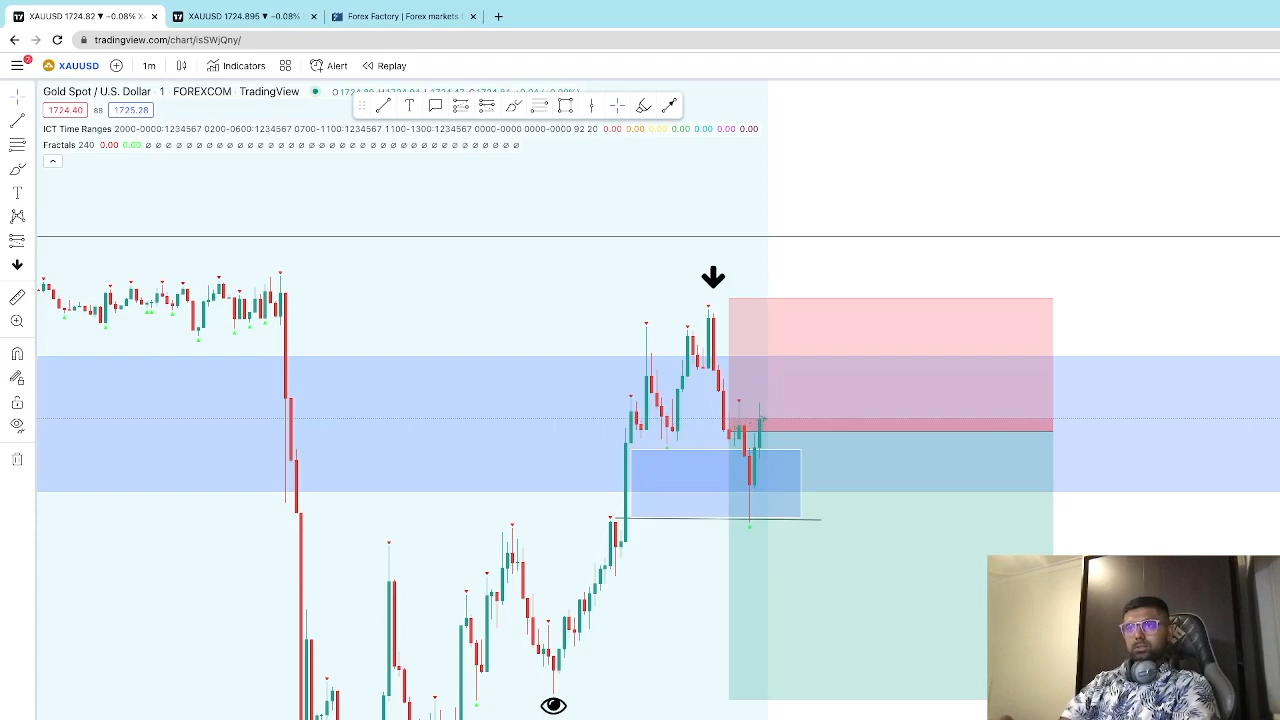 XAUUSD 1724.82 ▼ −0.08% X
XAUUSD 1724.895 ▼ −0.08%
Forex Factory | Forex markets
tradingview.com/chart/isSWjQny/
7
XAUUSD
1m
Indicators
Alert
Replay
Gold Spot / U.S. Dollar · 1 · FOREXCOM · TradingView
1724.40
88
1725.28
ICT Time Ranges 2000-0000:1234567 0200-0600:1234567 0700-1100:1234567 1100-1300:1234567 0000-0000 0000-0000 92 20 0.00 0.00 0.00 0.00 0.00 0.00 0.00
Fractals 240 0.00 0.00 ø ø ø ø ø ø ø ø ø ø ø ø ø ø ø ø ø ø ø ø ø ø ø ø ø ø ø ø ø ø